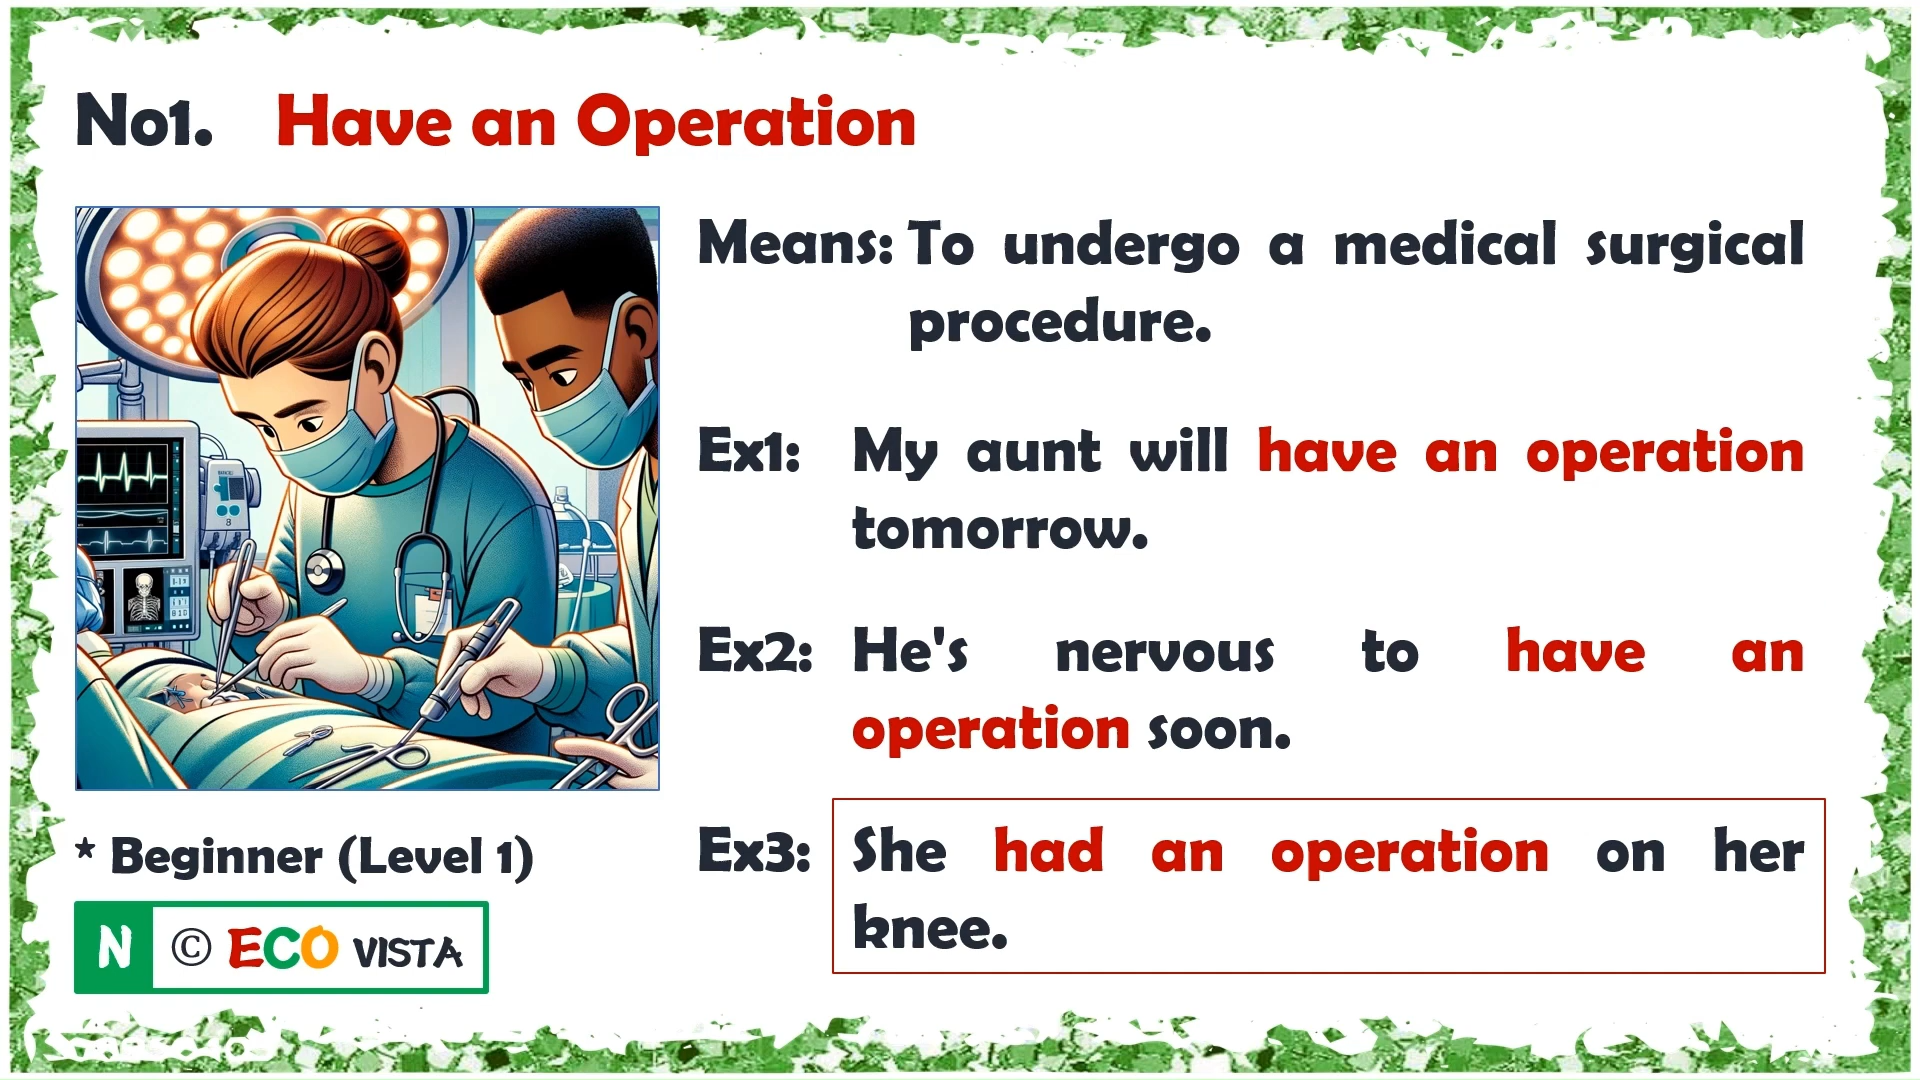 No1. Have an Operation
Means: To undergo a medical surgical
procedure.
Ex1: My aunt will have an operation
tomorrow.
Ex2: He's nervous to have an
operation soon.
Ex3: She had an operation on her
knee.
* Beginner (Level 1)
N © ECO VISTA